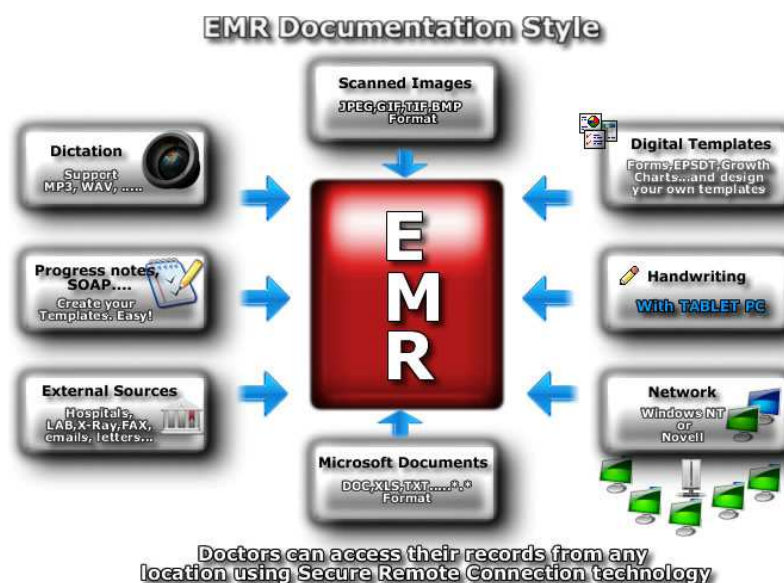 EMR Documentation Style
Scanned Images
JPEG,GIF,TIF,BMP
Format
Dictation
Support
MP3, WAV, .....
Digital Templates
Forms,EPSDT,Growth
Charts...and design
your own templates
Progress notes,
SOAP....
Create your
Templates. Easy!
E
M
R
Handwriting
With TABLET PC
External Sources
Hospitals,
LAB,X-Ray,FAX,
emails, letters...
Network
Windows NT
or
Novell
Microsoft Documents
DOC,XLS,TXT.....*.*
Format
Doctors can access their records from any
location using Secure Remote Connection technology